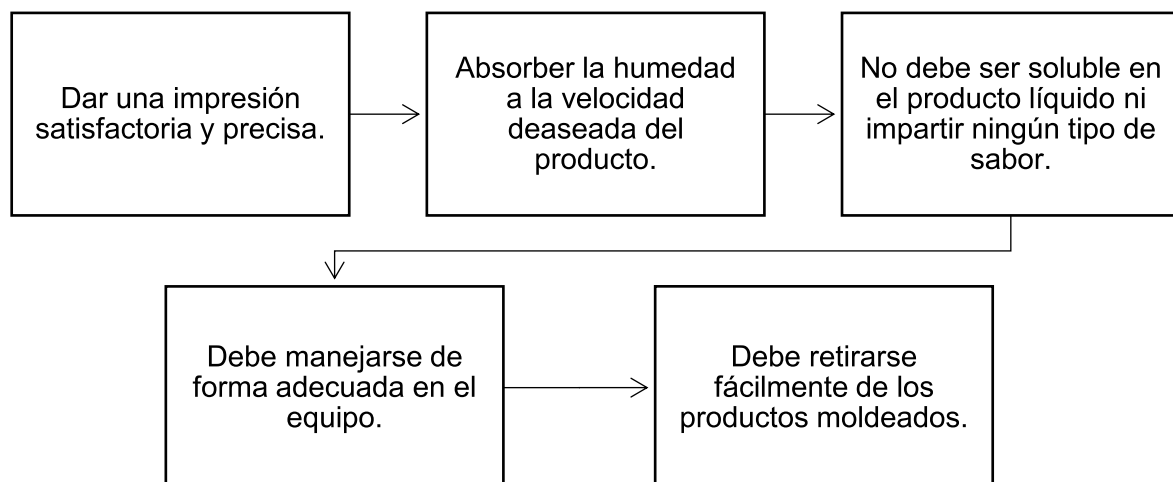 Dar una impresión
satisfactoria y precisa.
Absorber la humedad
a la velocidad
deaseada del
producto.
No debe ser soluble en
el producto líquido ni
impartir ningún tipo de
sabor.
Debe manejarse de
forma adecuada en el
equipo.
Debe retirarse
fácilmente de los
productos moldeados.